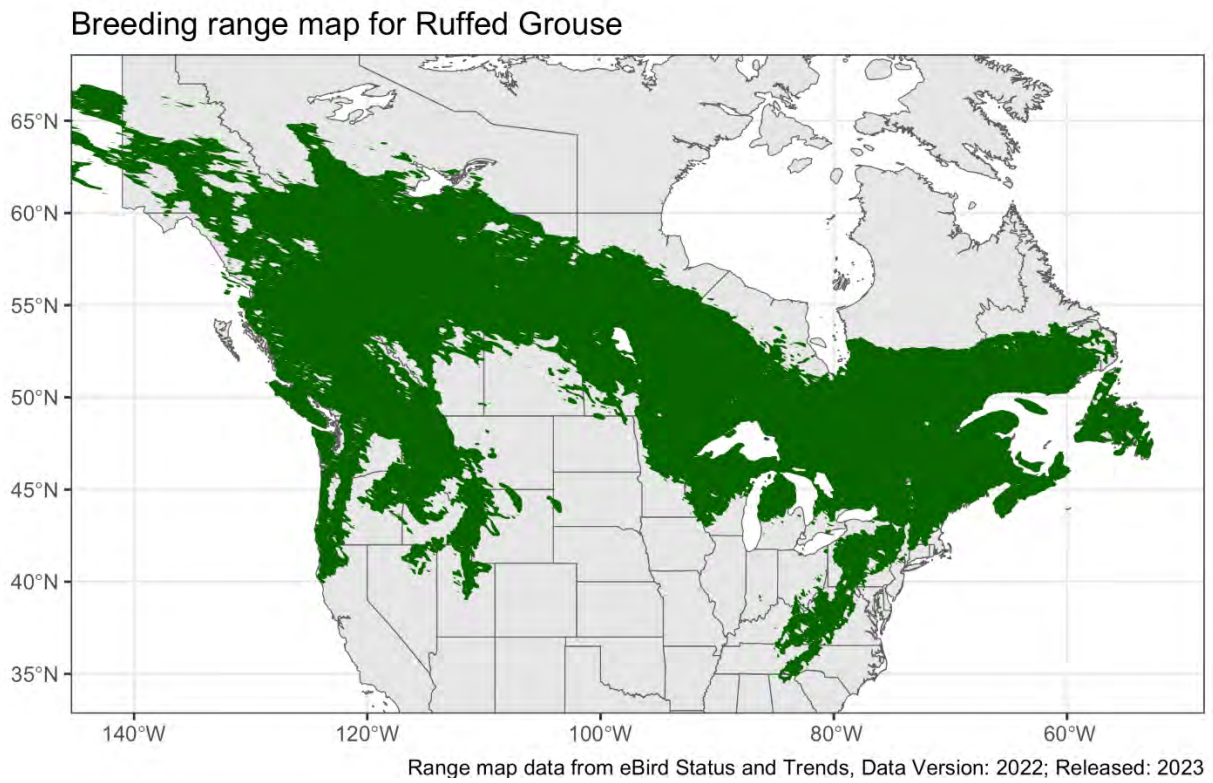 Breeding range map for Ruffed Grouse
65°N
60°N
55°N
50°N
45°N
40°N
35°N
140°W
120°W
100°W
80°W
60°W
Range map data from eBird Status and Trends, Data Version: 2022; Released: 2023